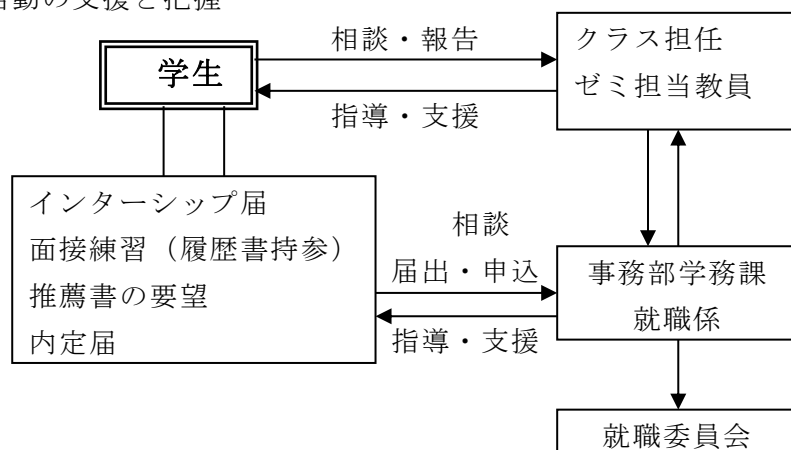 活動の支援と把握
相談・報告
学生
指導・支援
クラス担任
ゼミ担当教員
インターシップ届
面接練習（履歴書持参）
推薦書の要望
内定届
相談
届出・申込
指導・支援
事務部学務課
就職係
就職委員会